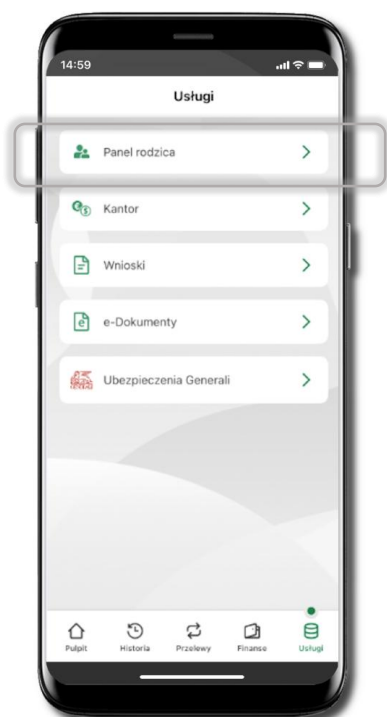 14:59
Usługi
Panel rodzica
Kantor
Wnioski
e-Dokumenty
Ubezpieczenia Generali
Pulpit Historia Przelewy Finanse Usługi